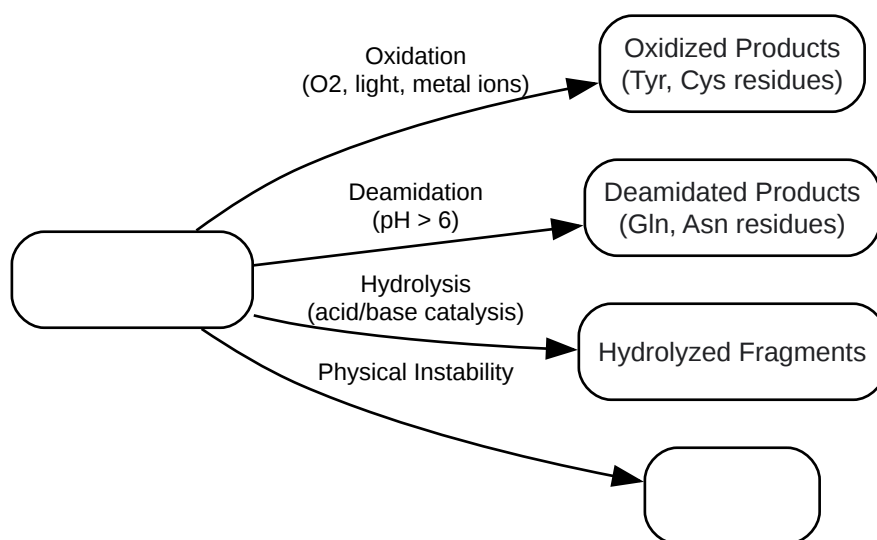 Oxidation
(O2, light, metal ions)
Oxidized Products
(Tyr, Cys residues)
Deamidation
(pH > 6)
Deamidated Products
(Gln, Asn residues)
Hydrolysis
(acid/base catalysis)
Hydrolyzed Fragments
Physical Instability